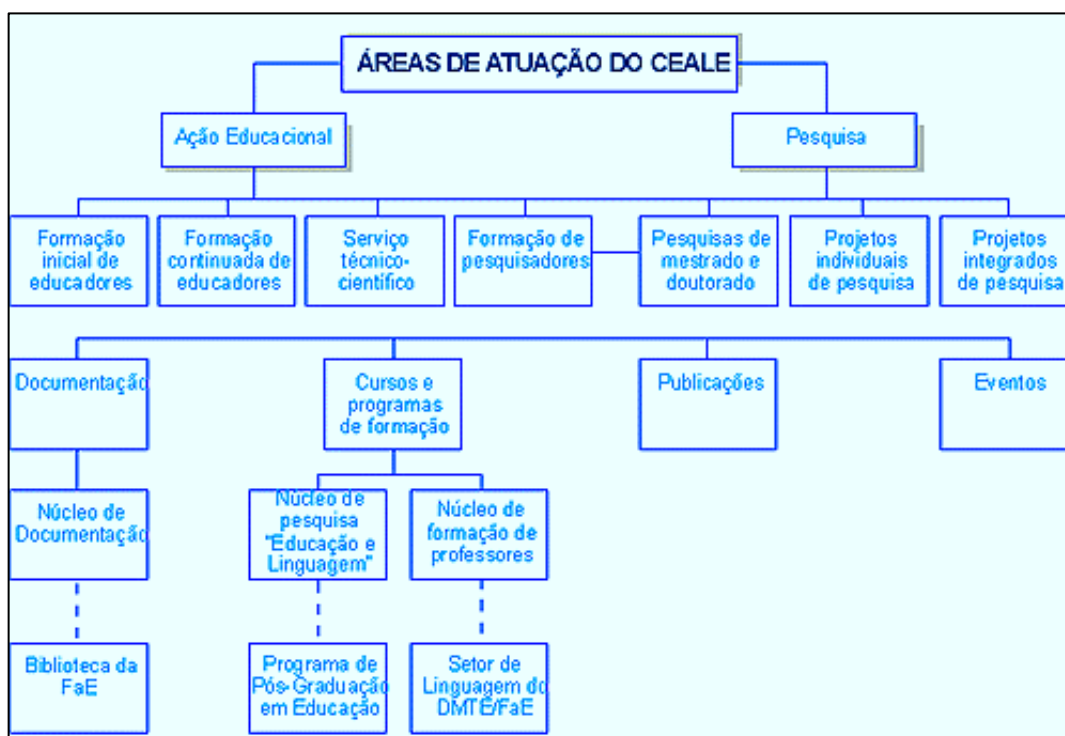 ÁREAS DE ATUAÇÃO DO CEALE
Ação Educacional
Pesquisa
Formação
inicial de
educadores
Formação
continuada de
educadores
Serviço
técnico-
científico
Formação de
pesquisadores
Pesquisas de
mestrado e
doutorado
Projetos
individuais
de pesquisa
Projetos
integrados
de pesquisa
Documentação
Cursos e
programas
de formação
Publicações
Eventos
Núcleo de
Documentação
Núcleo de
pesquisa
"Educação e
Linguagem"
Núcleo de
formação de
professores
Biblioteca da
FaE
Programa de
Pós-Graduação
em Educação
Setor de
Linguagem do
DMTE/FaE